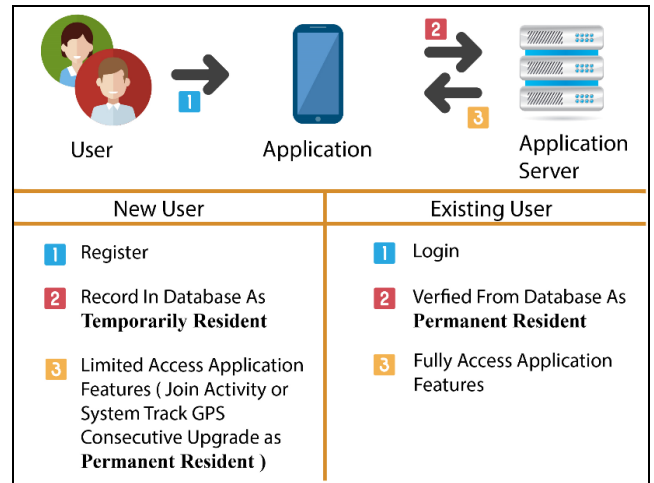 2
1
3
User
Application
Application
Server
New User
Existing User
1 Register
2 Record In Database As
Temporarily Resident
3 Limited Access Application
Features ( Join Activity or
System Track GPS
Consecutive Upgrade as
Permanent Resident )
1 Login
2 Verfied From Database As
Permanent Resident
3 Fully Access Application
Features